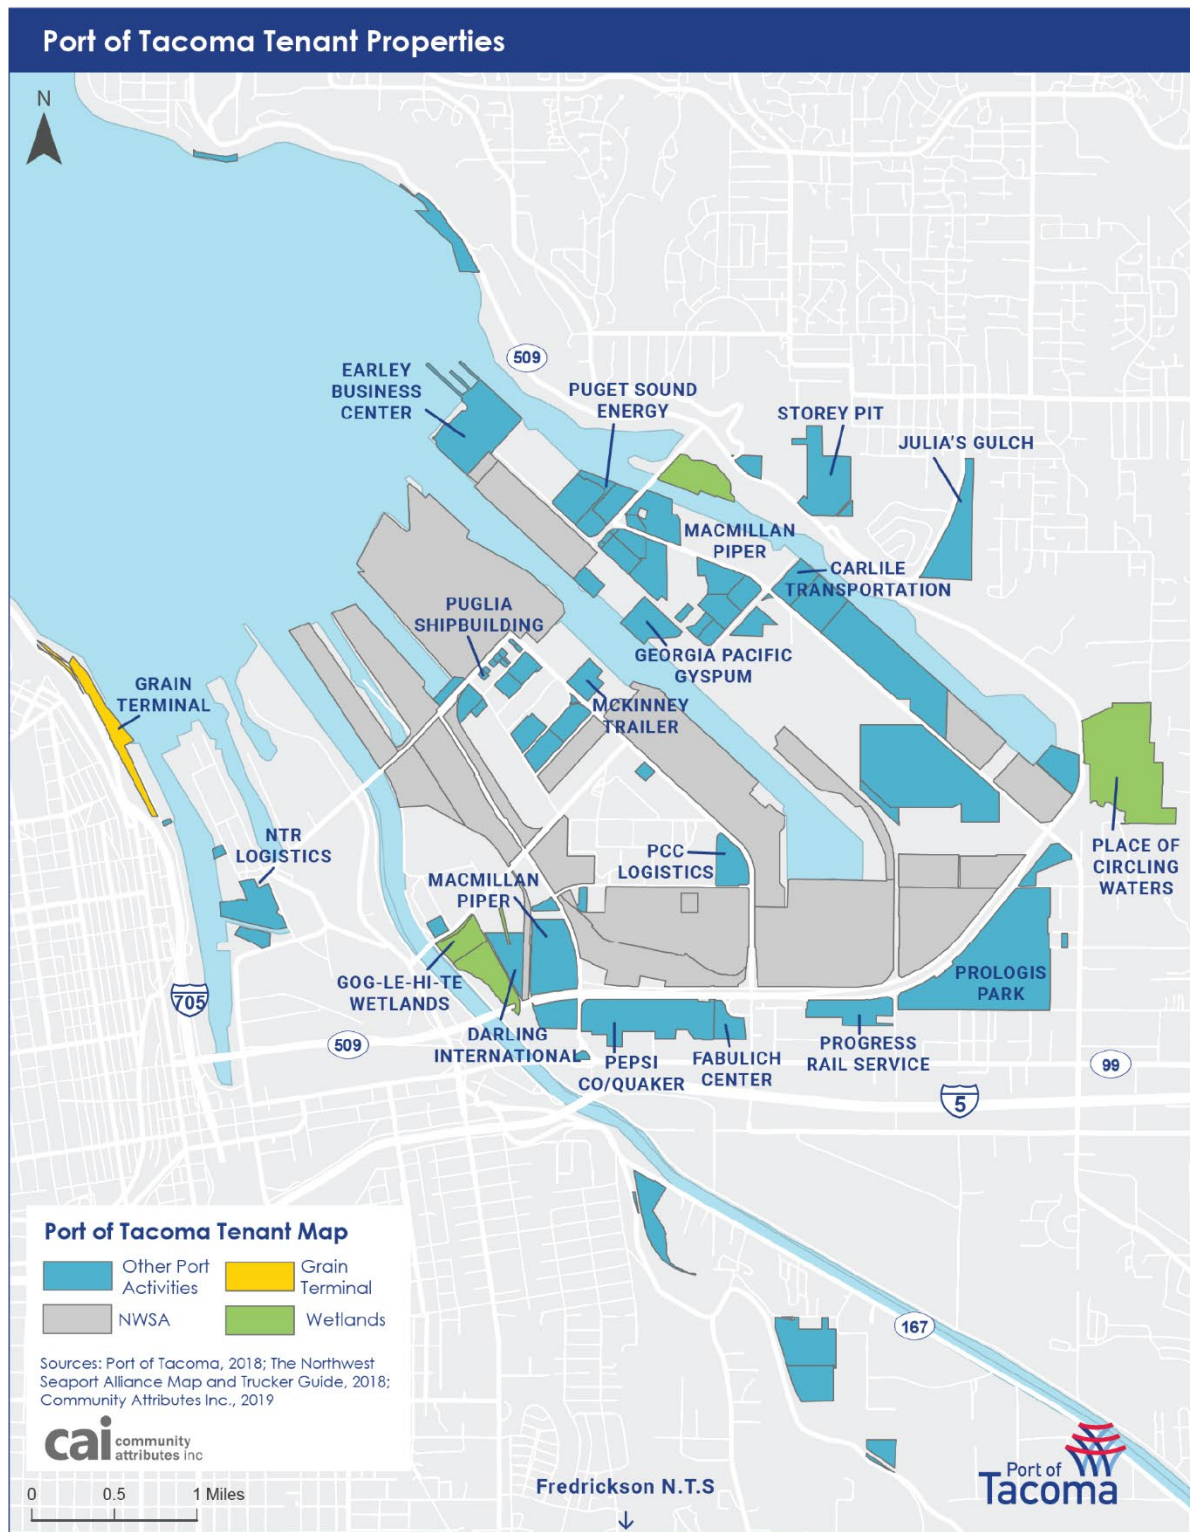 Port of Tacoma Tenant Properties
N
509
EARLEY
BUSINESS
CENTER
PUGET SOUND
ENERGY
STOREY PIT
JULIA'S GULCH
MACMILLAN
PIPER
CARLILE
TRANSPORTATION
PUGLIA
SHIPBUILDING
GEORGIA PACIFIC
GYSPUM
GRAIN
TERMINAL
MCKINNEY
TRAILER
NTR
LOGISTICS
PCC
LOGISTICS
PLACE OF
CIRCLING
WATERS
MACMILLAN
PIPER
GOG-LE-HI-TE
WETLANDS
PROLOGIS
PARK
705
509
DARLING
INTERNATIONAL
PEPSI
CO/QUAKER
FABULICH
CENTER
PROGRESS
RAIL SERVICE
99
5
167
Port of Tacoma Tenant Map
Other Port
Activities
Grain
Terminal
NWSA
Wetlands
Sources: Port of Tacoma, 2018; The Northwest
Seaport Alliance Map and Trucker Guide, 2018;
Community Attributes Inc., 2019
cai community
attributes inc
0 0.5 1 Miles
Fredrickson N.T.S
Port of
Tacoma